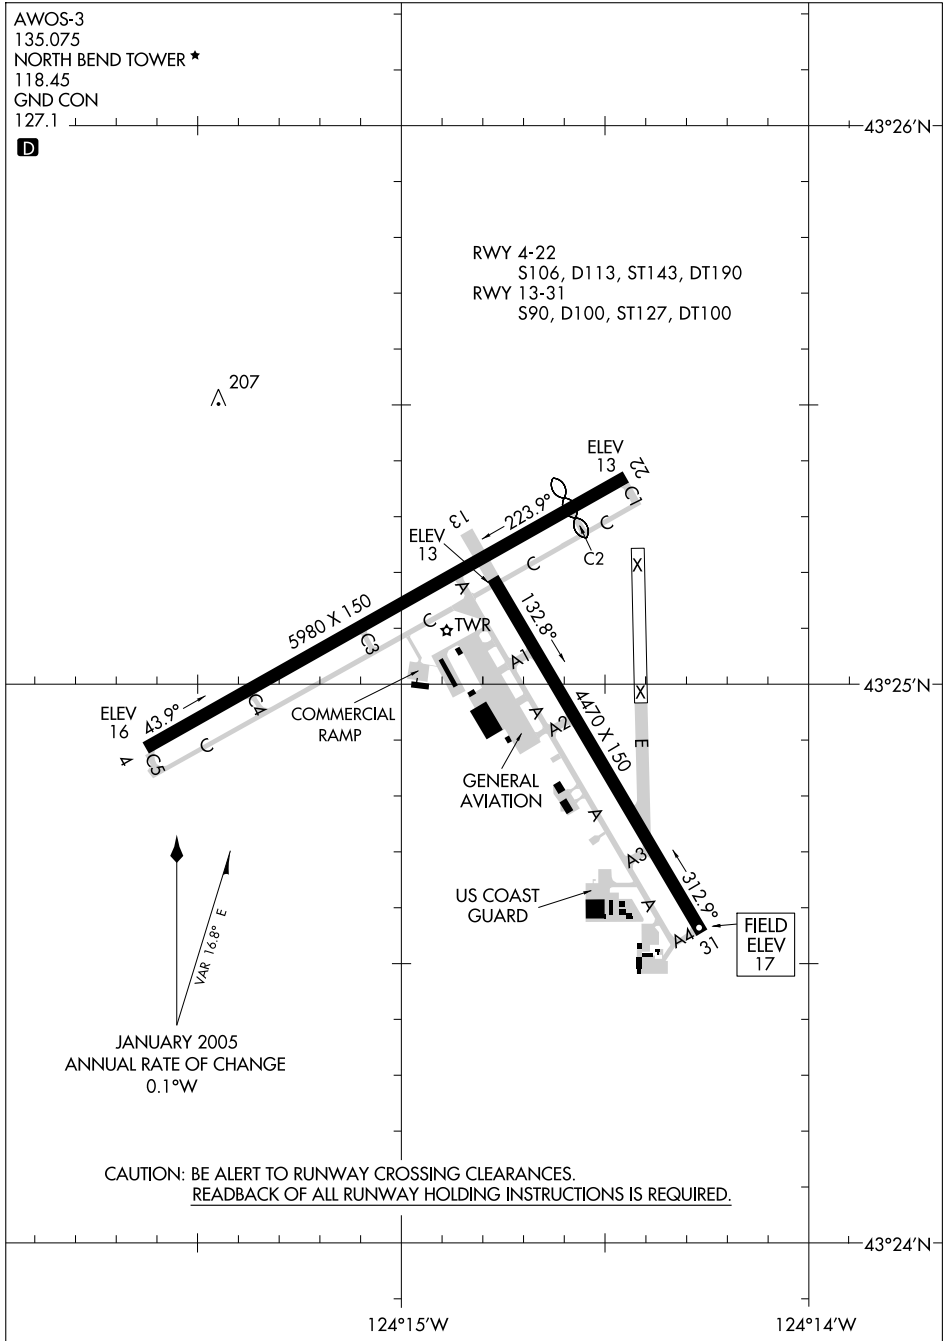 AWOS-3
135.075
NORTH BEND TOWER ★
118.45
GND CON
127.1
D
43°26'N
RWY 4-22
S106, D113, ST143, DT190
RWY 13-31
S90, D100, ST127, DT100
207
ELEV
13
22
C1
223.9°
13
C
ELEV
13
C2
C
X
A
132.8°
5980 X 150
C
TWR
C3
A1
X
43°25'N
43.9°
C4
4470 X 150
ELEV
16
COMMERCIAL
RAMP
A
A2
C
E
4
C5
GENERAL
AVIATION
A
A3
312.9°
US COAST
GUARD
A
FIELD
ELEV
17
A4
31
VAR 16.8° E
JANUARY 2005
ANNUAL RATE OF CHANGE
0.1°W
CAUTION: BE ALERT TO RUNWAY CROSSING CLEARANCES.
READBACK OF ALL RUNWAY HOLDING INSTRUCTIONS IS REQUIRED.
43°24'N
124°15'W
124°14'W